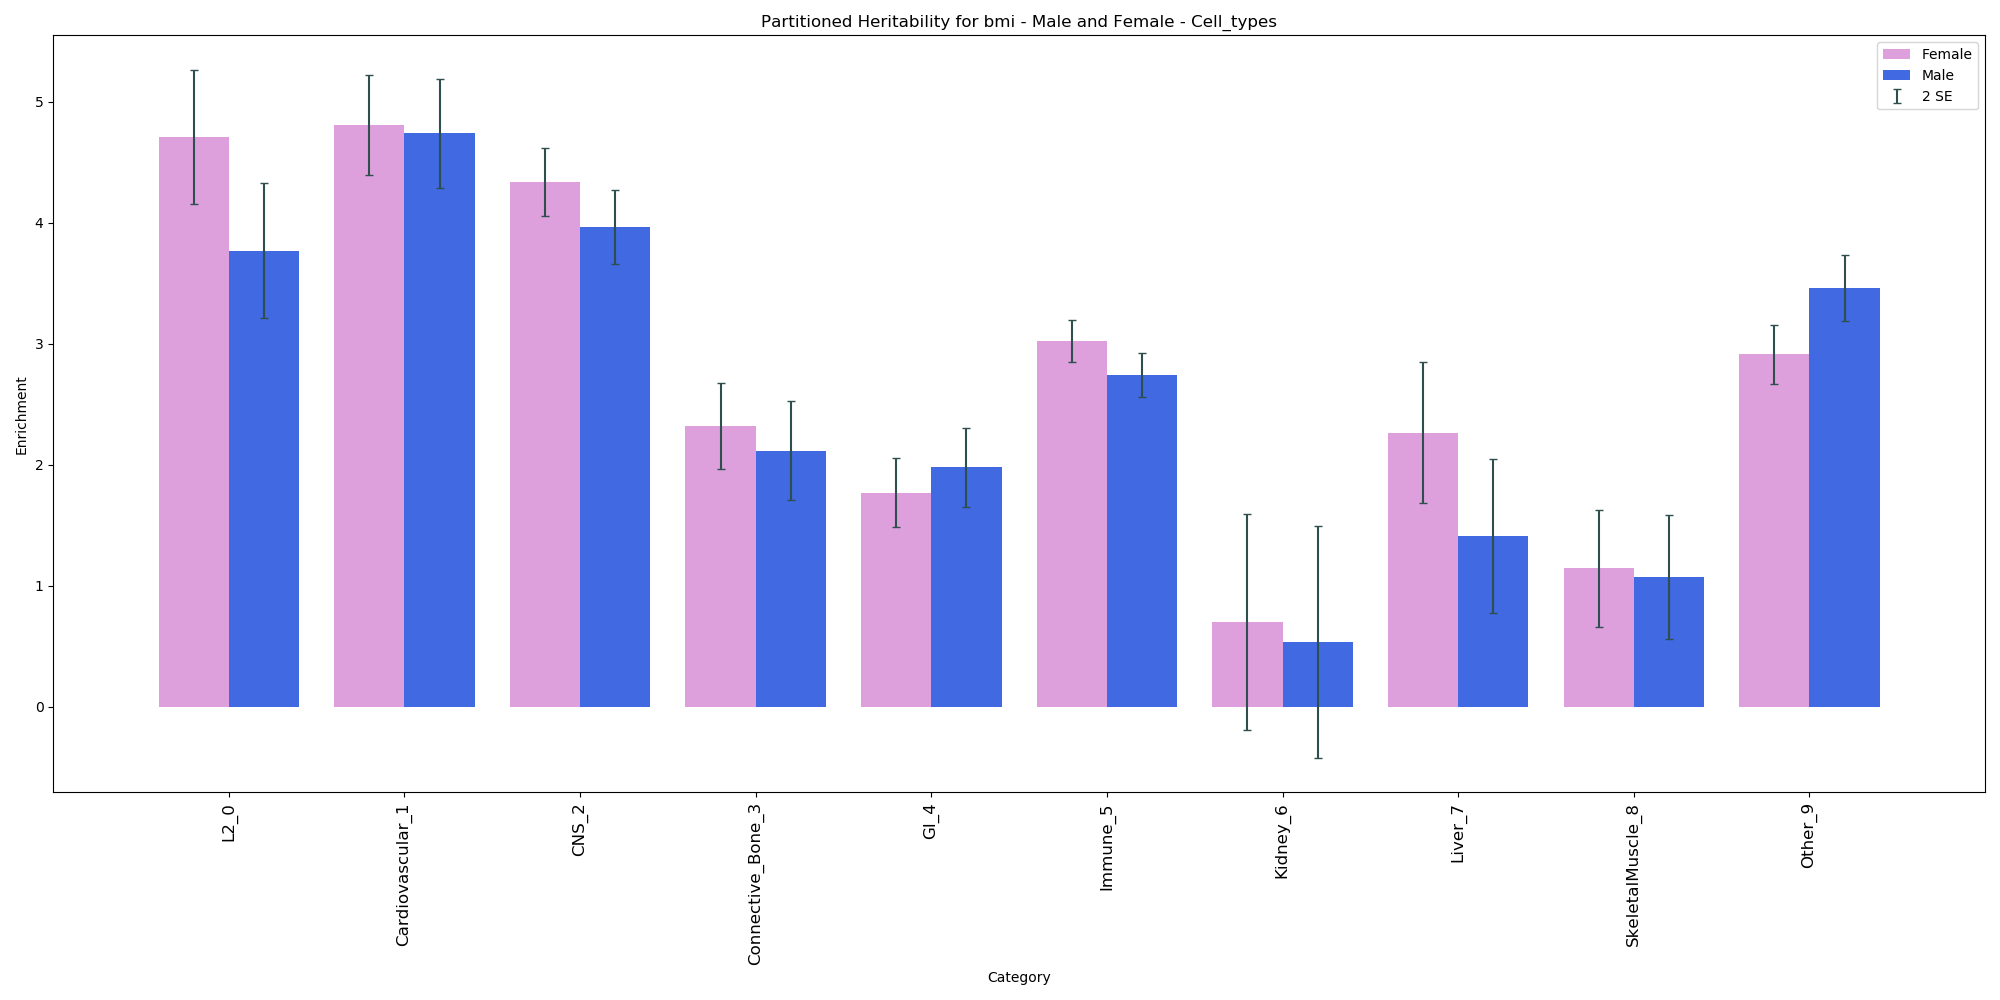 Partitioned Heritability for bmi - Male and Female - Cell_types
Female
Male
2 SE
5
4
3
2
1
0
Enrichment
L2_0
Cardiovascular_1
CNS_2
Connective_Bone_3
GI_4
Immune_5
Kidney_6
Liver_7
SkeletalMuscle_8
Other_9
Category